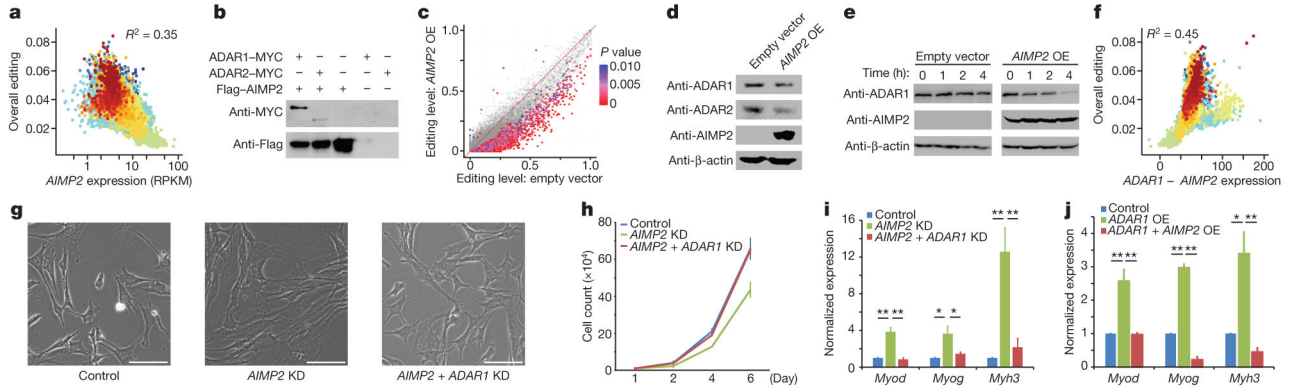 a
R² = 0.35
Overall editing
0.08
0.06
0.04
0.02
1 10 100
AIMP2 expression (RPKM)
b
ADAR1–MYC + – – + –
ADAR2–MYC – + – – +
Flag–AIMP2 + + + – –
Anti-MYC
Anti-Flag
c
Editing level: AIMP2 OE
1.0
0.5
0
0 0.5 1.0
Editing level: empty vector
P value
0.010
0.005
0
d
Empty vector
AIMP2 OE
Anti-ADAR1
Anti-ADAR2
Anti-AIMP2
Anti-β-actin
e
Empty vector AIMP2 OE
Time (h): 0 1 2 4 0 1 2 4
Anti-ADAR1
Anti-AIMP2
Anti-β-actin
f
R² = 0.45
Overall editing
0.08
0.06
0.04
0.02
0 50 100 200
ADAR1 – AIMP2 expression
g
Control
AIMP2 KD
AIMP2 + ADAR1 KD
h
Control
AIMP2 KD
AIMP2 + ADAR1 KD
Cell count (×10⁴)
80
60
40
20
0
1 2 4 6 (Day)
i
Control
AIMP2 KD
AIMP2 + ADAR1 KD
Normalized expression
16
12
8
4
0
** **
* *
** **
Myod Myog Myh3
j
Control
ADAR1 OE
ADAR1 + AIMP2 OE
Normalized expression
4
3
2
1
0
** **
** **
* **
Myod Myog Myh3